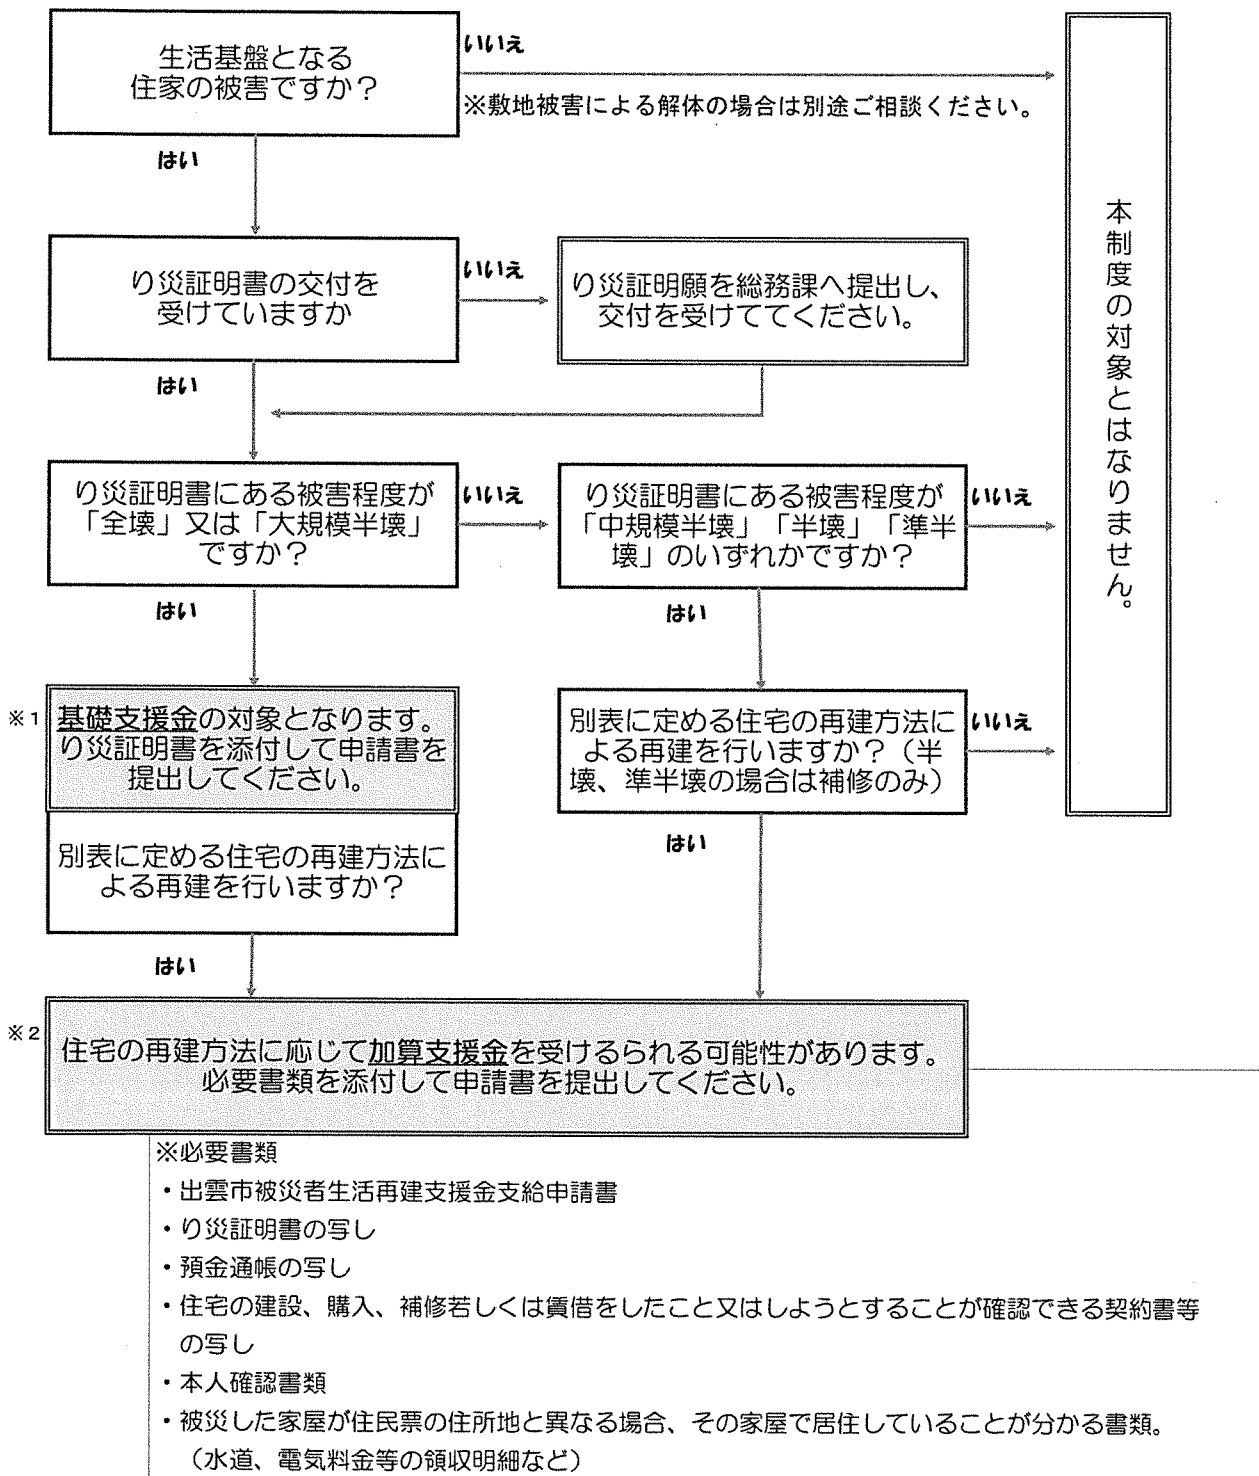 生活基盤となる
住家の被害ですか？
いいえ
※敷地被害による解体の場合は別途ご相談ください。
はい
り災証明書の交付を
受けていますか
いいえ
り災証明願を総務課へ提出し、
交付を受けててください。
はい
り災証明書にある被害程度が
「全壊」又は「大規模半壊」
ですか？
いいえ
り災証明書にある被害程度が
「中規模半壊」「半壊」「準半
壊」のいずれかですか？
いいえ
はい
はい
本制度の対象とはなりません。
※1
基礎支援金の対象となります。
り災証明書を添付して申請書を
提出してください。
別表に定める住宅の再建方法に
よる再建を行いますか？（半
壊、準半壊の場合は補修のみ）
いいえ
はい
別表に定める住宅の再建方法に
よる再建を行いますか？
はい
※2
住宅の再建方法に応じて加算支援金を受けるられる可能性があります。
必要書類を添付して申請書を提出してください。
※必要書類
・出雲市被災者生活再建支援金支給申請書
・り災証明書の写し
・預金通帳の写し
・住宅の建設、購入、補修若しくは賃借をしたこと又はしようとすることが確認できる契約書等
の写し
・本人確認書類
・被災した家屋が住民票の住所地と異なる場合、その家屋で居住していることが分かる書類。
（水道、電気料金等の領収明細など）